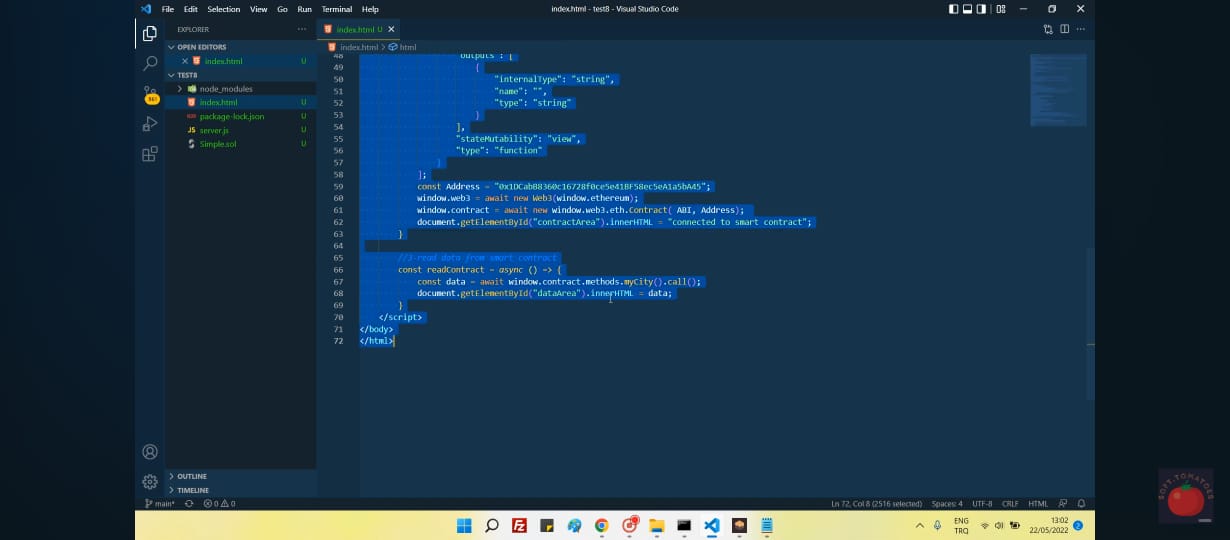 File Edit Selection View Go Run Terminal Help
index.html - test8 - Visual Studio Code
EXPLORER
index.html U
OPEN EDITORS
index.html > html
index.html U
TEST8
node_modules
index.html U
package-lock.json U
server.js U
Simple.sol U
48 "outputs": [
49 {
50 "internalType": "string",
51 "name": "",
52 "type": "string"
53 }
54 ],
55 "stateMutability": "view",
56 "type": "function"
57 }
58 ];
59 const Address = "0x1DCabB8360c16728f0ce5e41BF58ec5eA1a5bA45";
60 window.web3 = await new Web3(window.ethereum);
61 window.contract = await new window.web3.eth.Contract( ABI, Address);
62 document.getElementById("contractArea").innerHTML = "connected to smart contract";
63 }
64
65 //3-read data from smart contract
66 const readContract = async () => {
67 const data = await window.contract.methods.myCity().call();
68 document.getElementById("dataArea").innerHTML = data;
69 }
70 </script>
71 </body>
72 </html>
OUTLINE
TIMELINE
main* 0 0
Ln 72, Col 8 (2516 selected) Spaces: 4 UTF-8 CRLF HTML
ENG
TRQ
13:02
22/05/2022
2
SOFT.TOMATOES